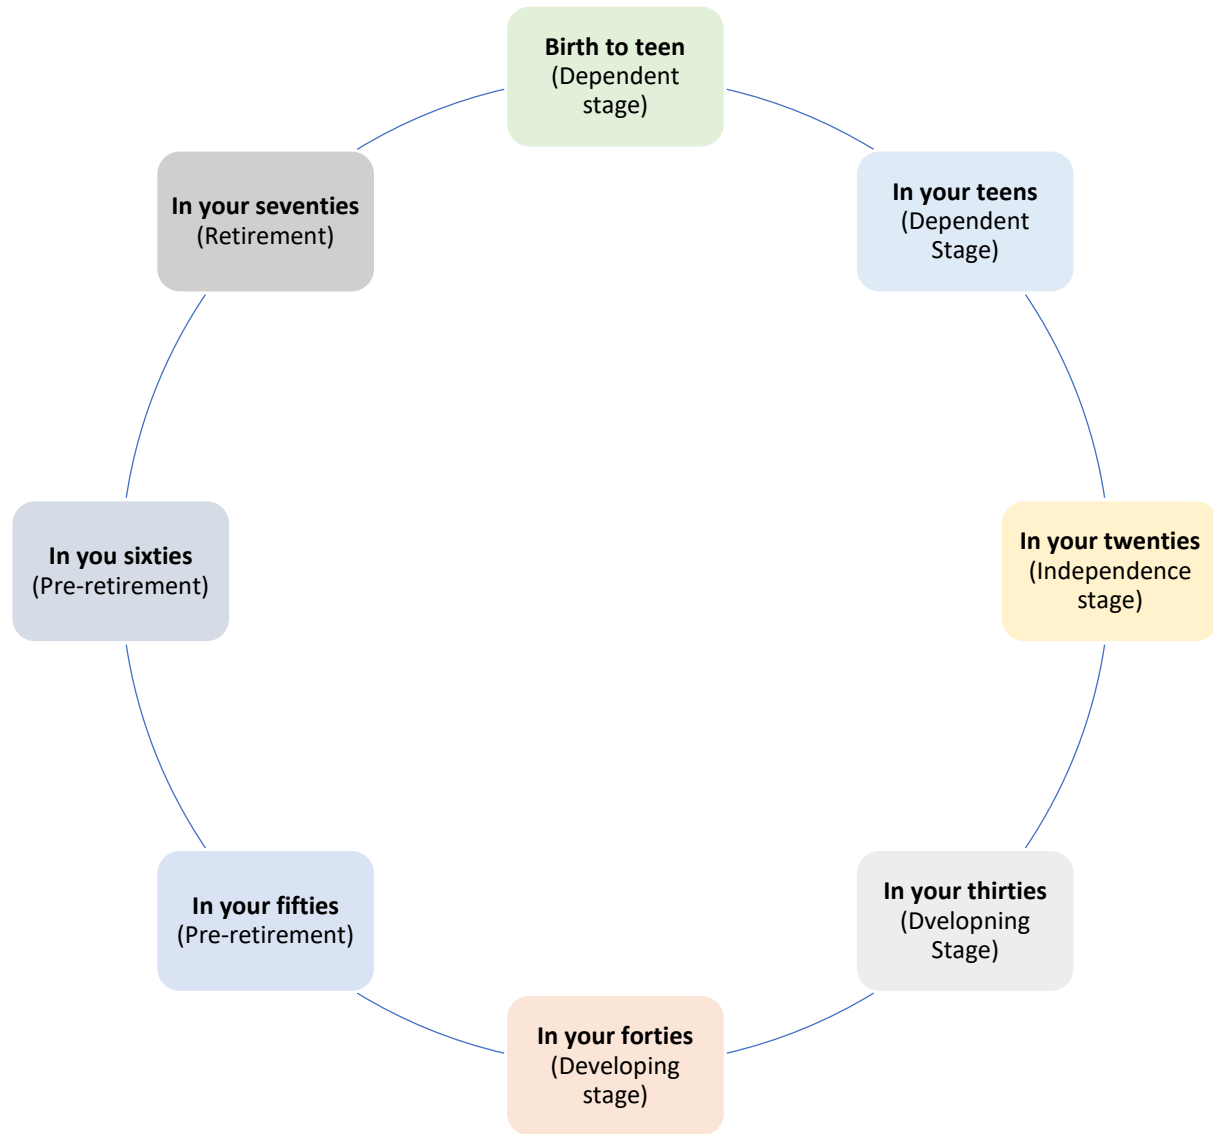 Birth to teen
(Dependent
stage)
In your teens
(Dependent
Stage)
In your twenties
(Independence
stage)
In your thirties
(Dvelopning
Stage)
In your forties
(Developing
stage)
In your fifties
(Pre-retirement)
In you sixties
(Pre-retirement)
In your seventies
(Retirement)